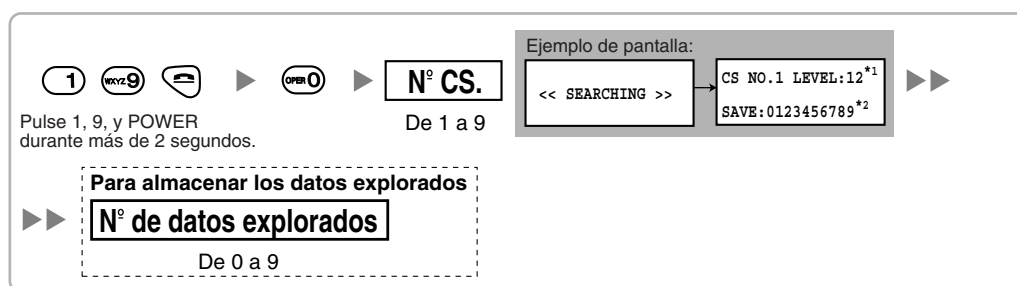 Ejemplo de pantalla:
1) WXYZ9 OPER0 Nº CS. << SEARCHING >> CS NO.1 LEVEL:12*1
SAVE:0123456789*2
Pulse 1, 9, y POWER
durante más de 2 segundos.
De 1 a 9
Para almacenar los datos explorados
Nº de datos explorados
De 0 a 9